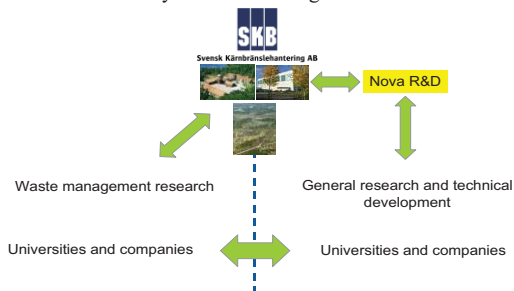 SKB
Svensk Kärnbränslehantering AB
Nova R&D
Waste management research
General research and technical
development
Universities and companies
Universities and companies